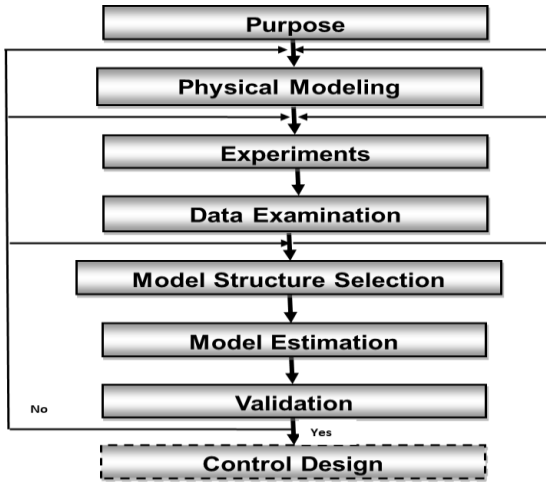 Purpose
Physical Modeling
Experiments
Data Examination
Model Structure Selection
Model Estimation
Validation
No
Yes
Control Design